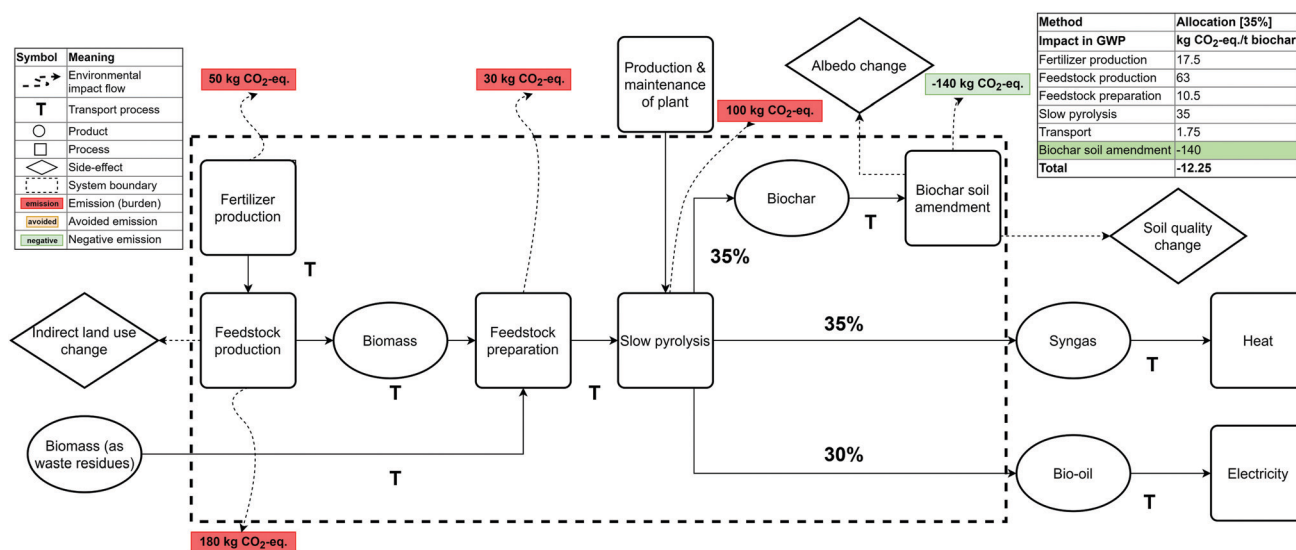 Symbol Meaning
Environmental
impact flow
T Transport process
Product
Process
Side-effect
System boundary
emission Emission (burden)
avoided Avoided emission
negative Negative emission
50 kg CO₂-eq.
30 kg CO₂-eq.
Production &
maintenance
of plant
100 kg CO₂-eq.
Albedo change
-140 kg CO₂-eq.
Method Allocation [35%]
Impact in GWP kg CO₂-eq./t biochar
Fertilizer production 17.5
Feedstock production 63
Feedstock preparation 10.5
Slow pyrolysis 35
Transport 1.75
Biochar soil amendment -140
Total -12.25
Fertilizer
production
T
Biochar
T
Biochar soil
amendment
Soil quality
change
35%
Indirect land use
change
Feedstock
production
Biomass
T
Feedstock
preparation
T
Slow pyrolysis
35%
Syngas
T
Heat
Biomass (as
waste residues)
T
30%
Bio-oil
T
Electricity
180 kg CO₂-eq.